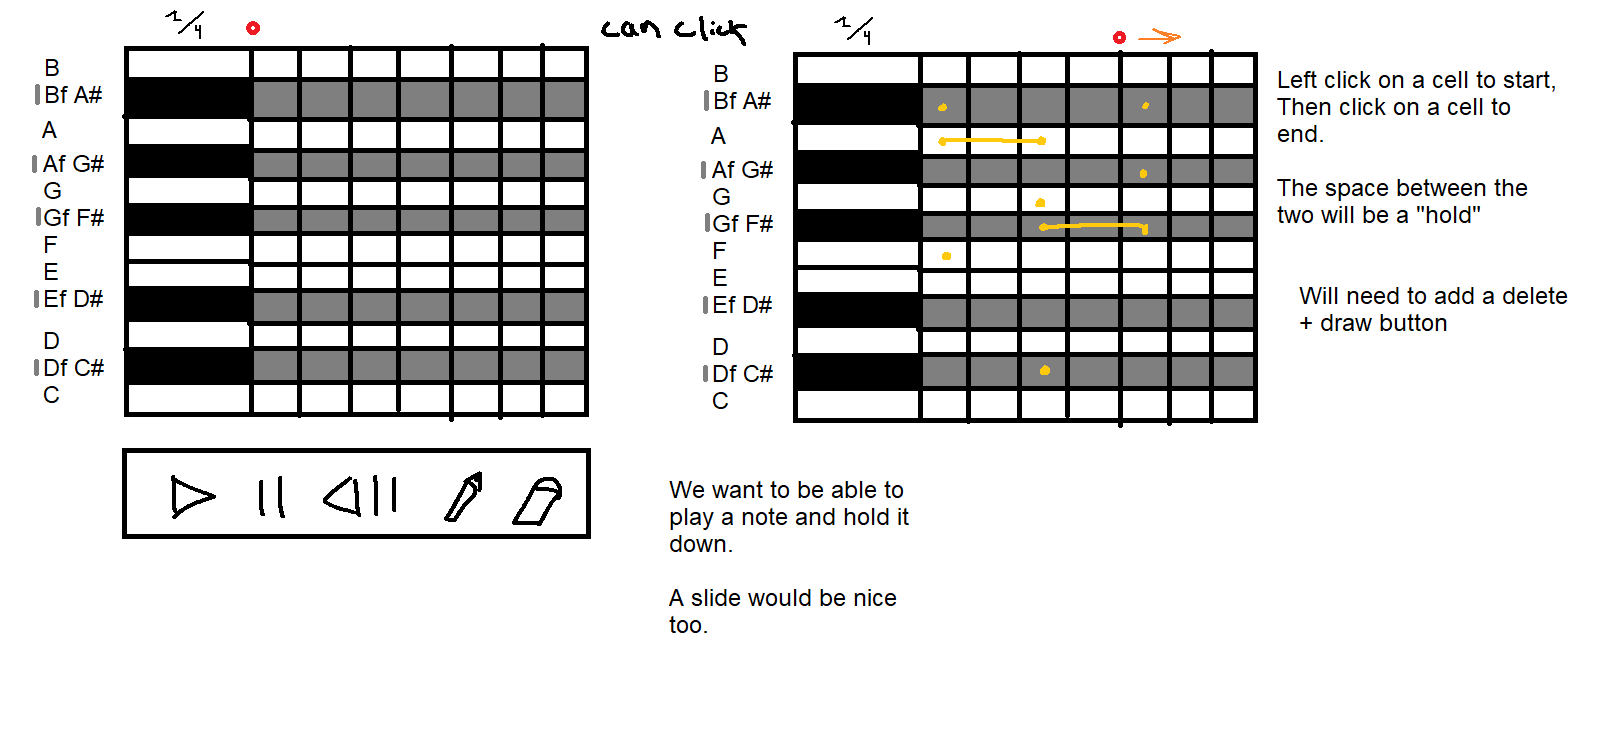 1/4
can click
1/4
B
Bf A#
A
Af G#
G
Gf F#
F
E
Ef D#
D
Df C#
C
B
Bf A#
A
Af G#
G
Gf F#
F
E
Ef D#
D
Df C#
C
Left click on a cell to start,
Then click on a cell to
end.
The space between the
two will be a "hold"
Will need to add a delete
+ draw button
We want to be able to
play a note and hold it
down.
A slide would be nice
too.